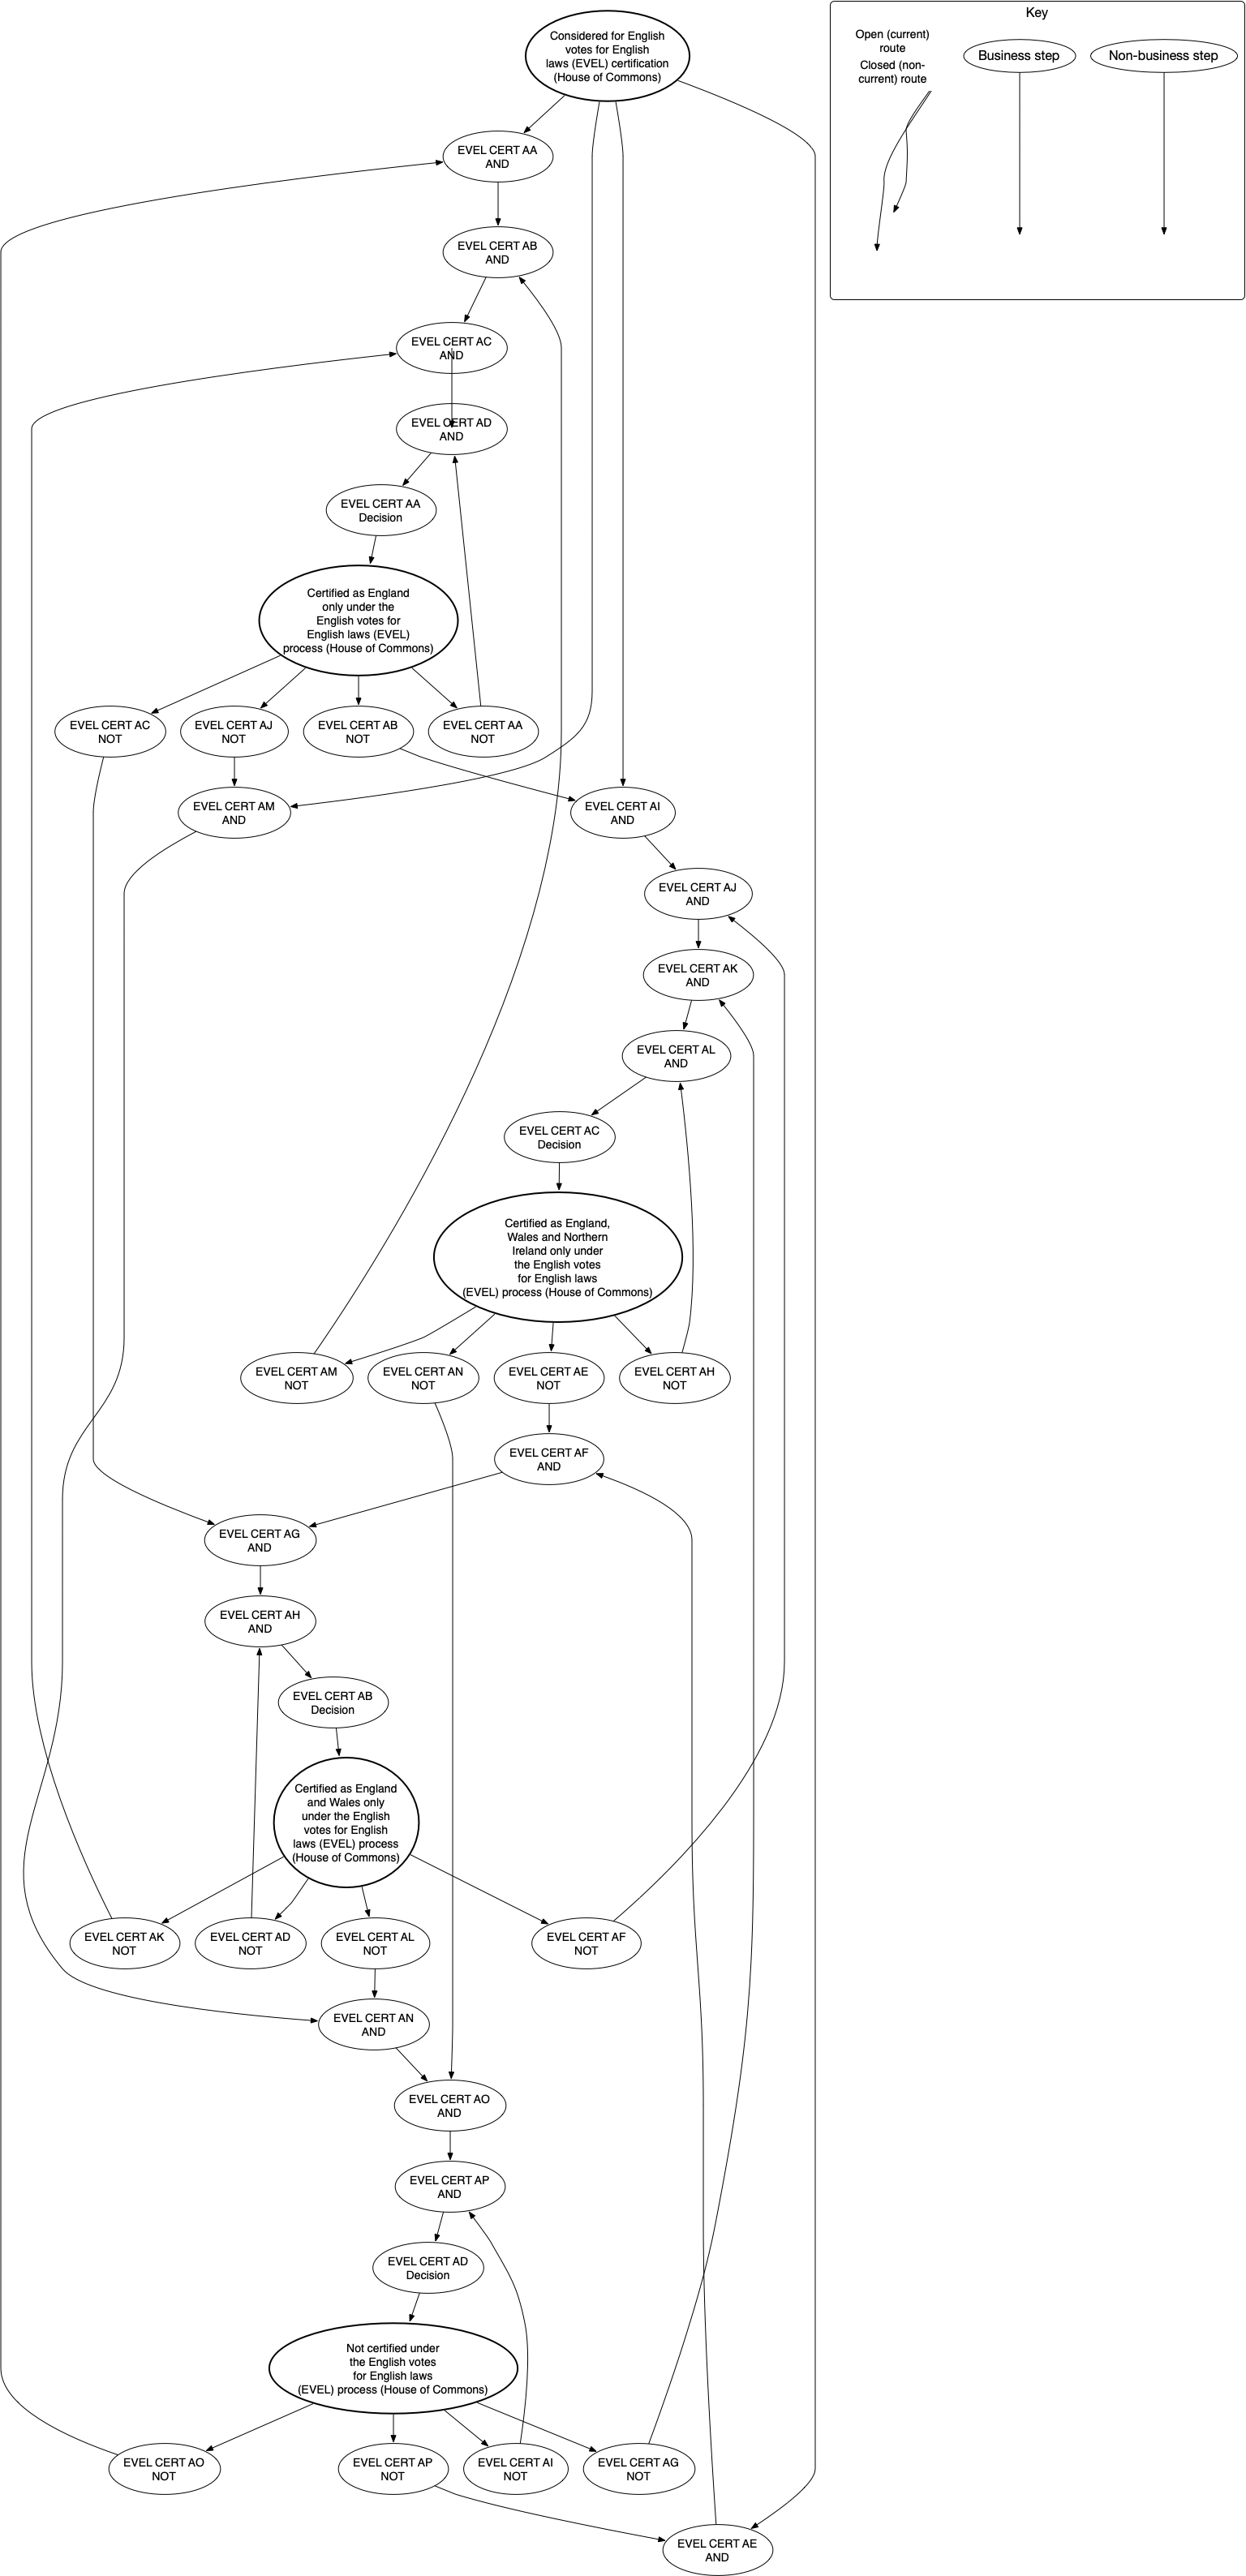 Key
Open (current)
route
Closed (non-
current) route
Business step
Non-business step
Considered for English
votes for English
laws (EVEL) certification
(House of Commons)
EVEL CERT AA
AND
EVEL CERT AB
AND
EVEL CERT AC
AND
EVEL CERT AD
AND
EVEL CERT AA
Decision
Certified as England
only under the
English votes for
English laws (EVEL)
process (House of Commons)
EVEL CERT AC
NOT
EVEL CERT AJ
NOT
EVEL CERT AB
NOT
EVEL CERT AA
NOT
EVEL CERT AM
AND
EVEL CERT AI
AND
EVEL CERT AJ
AND
EVEL CERT AK
AND
EVEL CERT AL
AND
EVEL CERT AC
Decision
Certified as England,
Wales and Northern
Ireland only under
the English votes
for English laws
(EVEL) process (House of Commons)
EVEL CERT AM
NOT
EVEL CERT AN
NOT
EVEL CERT AE
NOT
EVEL CERT AH
NOT
EVEL CERT AF
AND
EVEL CERT AG
AND
EVEL CERT AH
AND
EVEL CERT AB
Decision
Certified as England
and Wales only
under the English
votes for English
laws (EVEL) process
(House of Commons)
EVEL CERT AK
NOT
EVEL CERT AD
NOT
EVEL CERT AL
NOT
EVEL CERT AF
NOT
EVEL CERT AN
AND
EVEL CERT AO
AND
EVEL CERT AP
AND
EVEL CERT AD
Decision
Not certified under
the English votes
for English laws
(EVEL) process (House of Commons)
EVEL CERT AO
NOT
EVEL CERT AP
NOT
EVEL CERT AI
NOT
EVEL CERT AG
NOT
EVEL CERT AE
AND